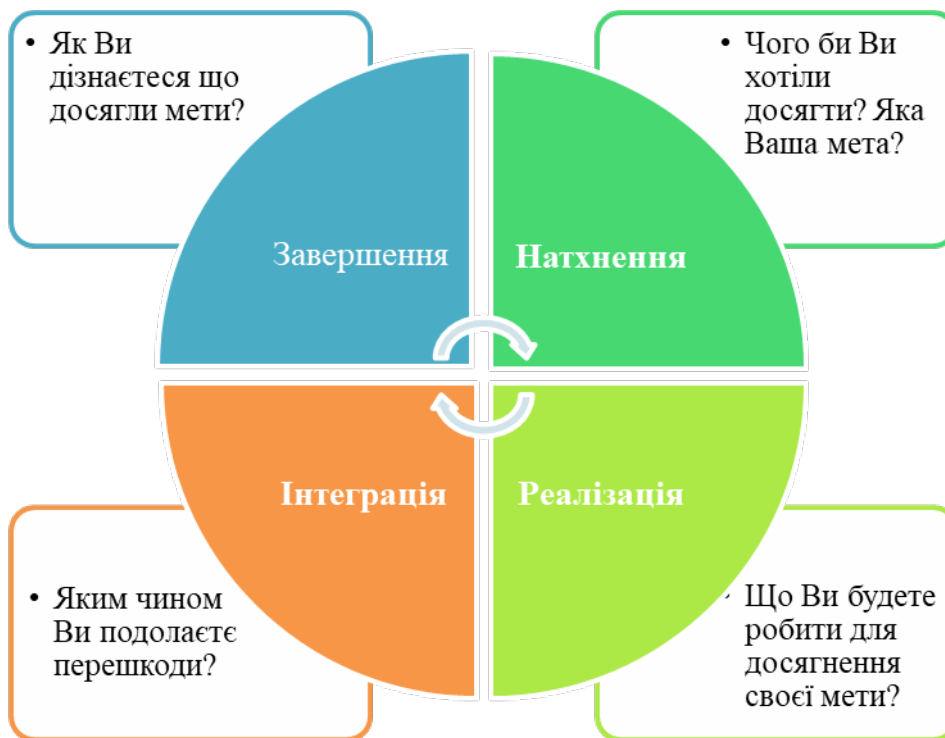 • Як Ви
дізнаєтеся що
досягли мети?
• Чого би Ви
хотіли
досягти? Яка
Ваша мета?
Завершення
Натхнення
Інтеграція
Реалізація
• Яким чином
Ви подолаєтє
перешкоди?
• Що Ви будете
робити для
досягнення
своєї мети?